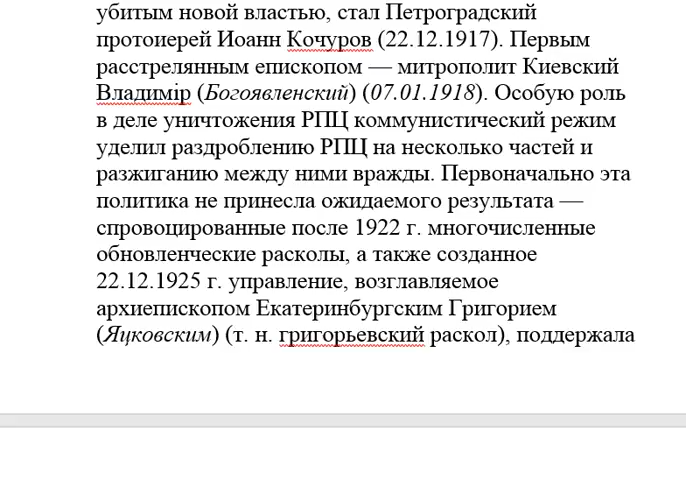 убитым новой властью, стал Петроградский
протоиерей Иоанн Кочуров (22.12.1917). Первым
расстрелянным епископом — митрополит Киевский
Владимір (Богоявленский) (07.01.1918). Особую роль
в деле уничтожения РПЦ коммунистический режим
уделил раздроблению РПЦ на несколько частей и
разжиганию между ними вражды. Первоначально эта
политика не принесла ожидаемого результата —
спровоцированные после 1922 г. многочисленные
обновленческие расколы, а также созданное
22.12.1925 г. управление, возглавляемое
архиепископом Екатеринбургским Григорием
(Яцковским) (т. н. григорьевский раскол), поддержала